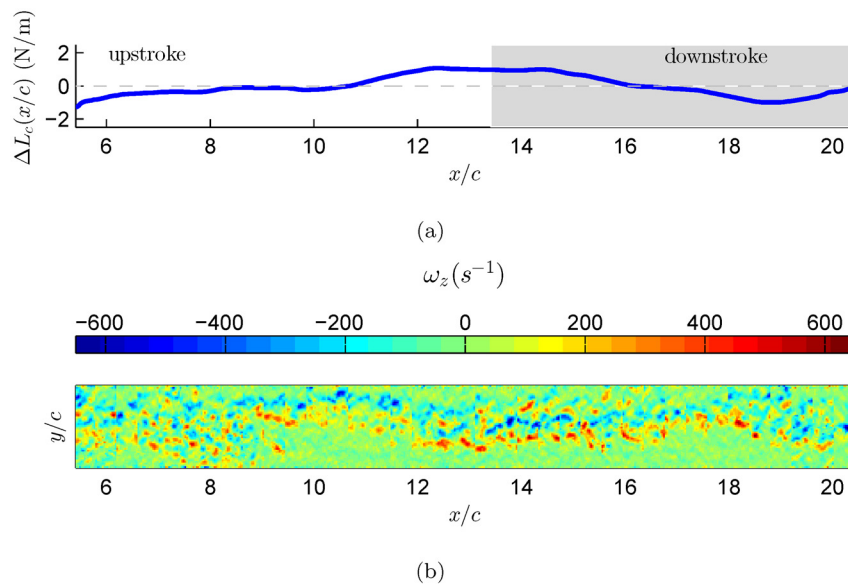 ΔL_c(x/c) (N/m)
2
0
−2
upstroke
downstroke
6 8 10 12 14 16 18 20
x/c
(a)
ω_z(s⁻¹)
−600 −400 −200 0 200 400 600
y/c
6 8 10 12 14 16 18 20
x/c
(b)